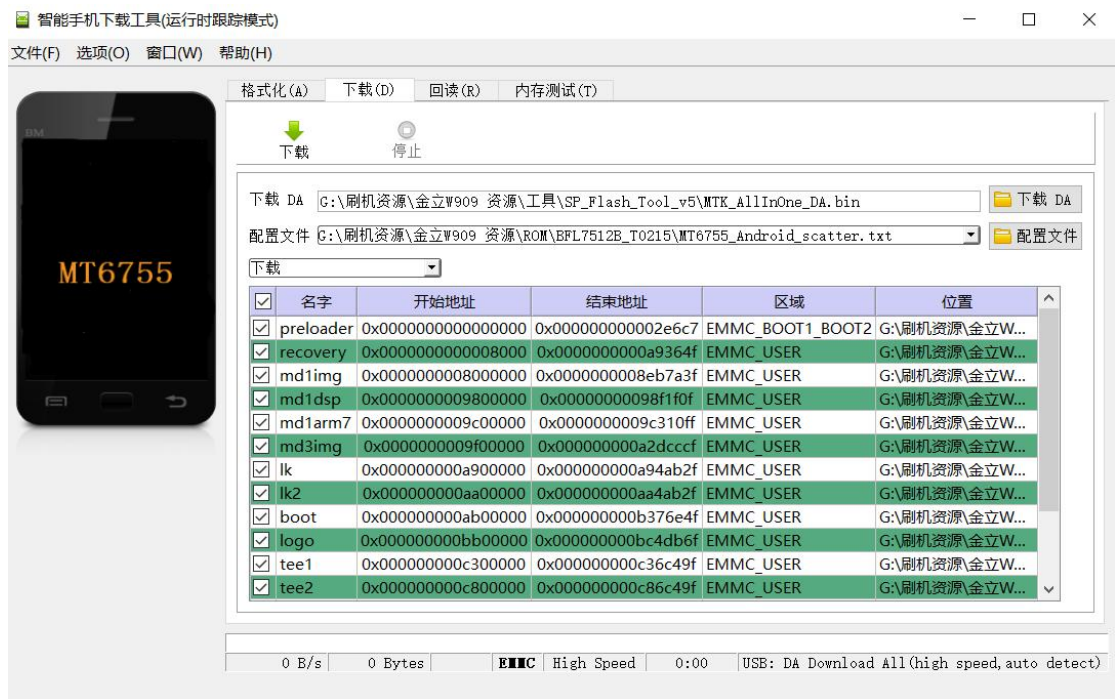 智能手机下载工具(运行时跟踪模式)
文件(F) 选项(O) 窗口(W) 帮助(H)
格式化(A) 下载(D) 回读(R) 内存测试(T)
BM
下载 停止
下载 DA G:\刷机资源\金立W909 资源\工具\SP_Flash_Tool_v5\MTK_AllInOne_DA.bin 下载 DA
配置文件 G:\刷机资源\金立W909 资源\ROM\BFL7512B_T0215\MT6755_Android_scatter.txt 配置文件
下载
MT6755
名字 开始地址 结束地址 区域 位置
preloader 0x0000000000000000 0x000000000002e6c7 EMMC_BOOT1_BOOT2 G:\刷机资源\金立W...
recovery 0x0000000000008000 0x0000000000a9364f EMMC_USER G:\刷机资源\金立W...
md1img 0x0000000008000000 0x0000000008eb7a3f EMMC_USER G:\刷机资源\金立W...
md1dsp 0x0000000009800000 0x00000000098f1f0f EMMC_USER G:\刷机资源\金立W...
md1arm7 0x0000000009c00000 0x0000000009c310ff EMMC_USER G:\刷机资源\金立W...
md3img 0x0000000009f00000 0x000000000a2dcccf EMMC_USER G:\刷机资源\金立W...
lk 0x000000000a900000 0x000000000a94ab2f EMMC_USER G:\刷机资源\金立W...
lk2 0x000000000aa00000 0x000000000aa4ab2f EMMC_USER G:\刷机资源\金立W...
boot 0x000000000ab00000 0x000000000b376e4f EMMC_USER G:\刷机资源\金立W...
logo 0x000000000bb00000 0x000000000bc4db6f EMMC_USER G:\刷机资源\金立W...
tee1 0x000000000c300000 0x000000000c36c49f EMMC_USER G:\刷机资源\金立W...
tee2 0x000000000c800000 0x000000000c86c49f EMMC_USER G:\刷机资源\金立W...
0 B/s 0 Bytes EMMC High Speed 0:00 USB: DA Download All(high speed,auto detect)